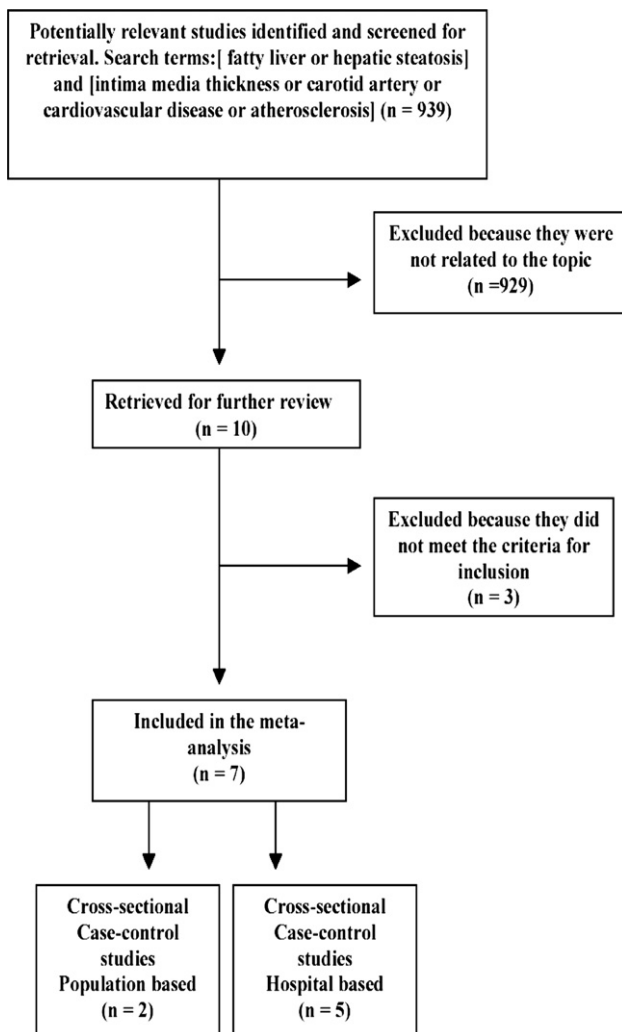 Potentially relevant studies identified and screened for
retrieval. Search terms:[ fatty liver or hepatic steatosis]
and [intima media thickness or carotid artery or
cardiovascular disease or atherosclerosis] (n = 939)
Excluded because they were
not related to the topic
(n =929)
Retrieved for further review
(n = 10)
Excluded because they did
not meet the criteria for
inclusion
(n = 3)
Included in the meta-
analysis
(n = 7)
Cross-sectional
Case-control
studies
Population based
(n = 2)
Cross-sectional
Case-control
studies
Hospital based
(n = 5)